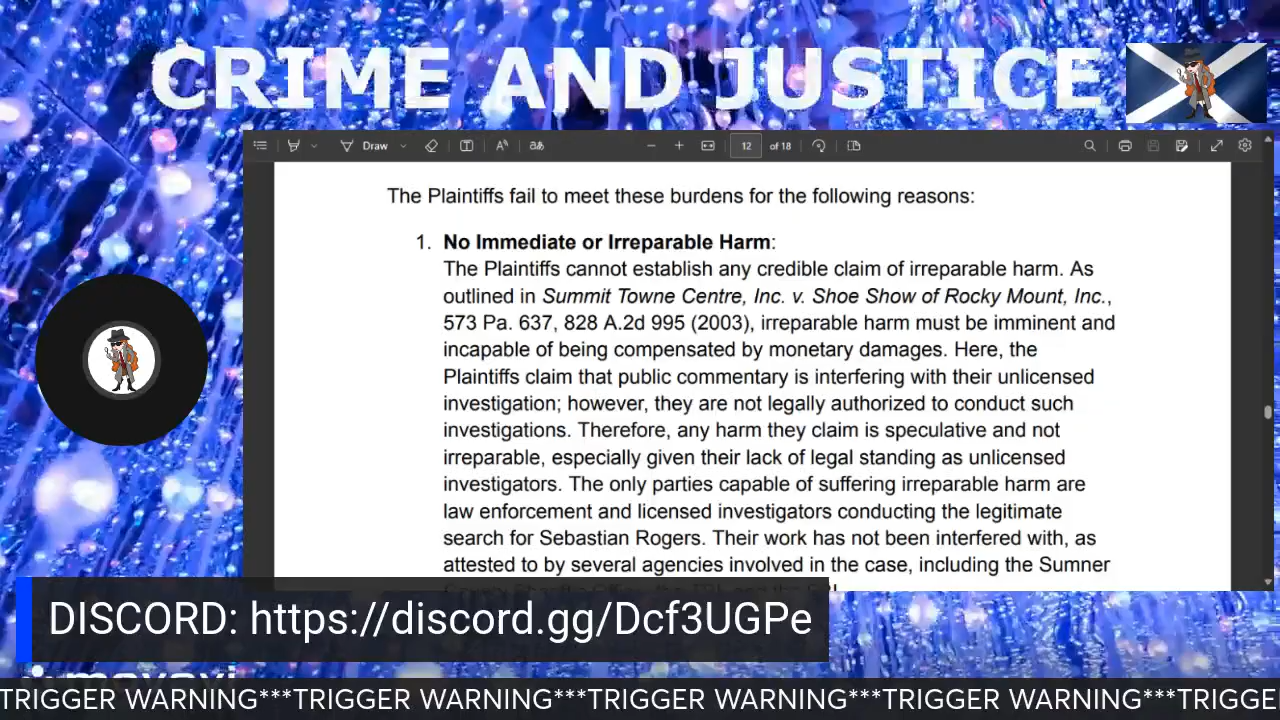 CRIME AND JUSTICE
Draw
12 of 18
The Plaintiffs fail to meet these burdens for the following reasons:
1. No Immediate or Irreparable Harm:
The Plaintiffs cannot establish any credible claim of irreparable harm. As
outlined in Summit Towne Centre, Inc. v. Shoe Show of Rocky Mount, Inc.,
573 Pa. 637, 828 A.2d 995 (2003), irreparable harm must be imminent and
incapable of being compensated by monetary damages. Here, the
Plaintiffs claim that public commentary is interfering with their unlicensed
investigation; however, they are not legally authorized to conduct such
investigations. Therefore, any harm they claim is speculative and not
irreparable, especially given their lack of legal standing as unlicensed
investigators. The only parties capable of suffering irreparable harm are
law enforcement and licensed investigators conducting the legitimate
search for Sebastian Rogers. Their work has not been interfered with, as
attested to by several agencies involved in the case, including the Sumner
DISCORD: https://discord.gg/Dcf3UGPe
TRIGGER WARNING***TRIGGER WARNING***TRIGGER WARNING***TRIGGER WARNING***TRIGGE